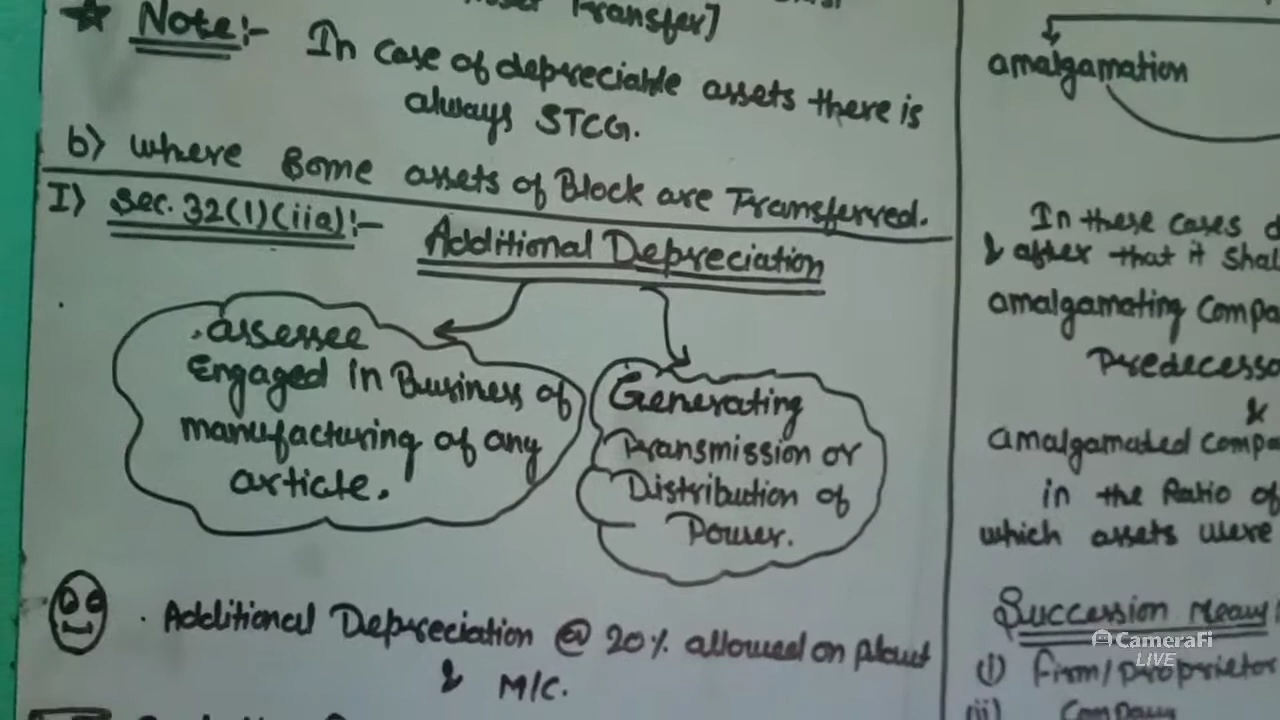 Transfer]
Note:-
In case of depreciable assets there is
always STCG.
b) where some assets of Block are Transferred.
I) Sec. 32(1)(iia):-
Additional Depreciation
assessee
Engaged in Business of
manufacturing of any
article.
Generating
Transmission or
Distribution of
Power.
Additional Depreciation @ 20% allowed on plant
& M/C.
amalgamation
In these cases
& after that it shal
amalgamating Compa
Predecesso
&
amalgamated compa
in the Ratio of
which assets were
Succession Means
(i) Firm/proprietor
(ii) Company
CameraFi
LIVE